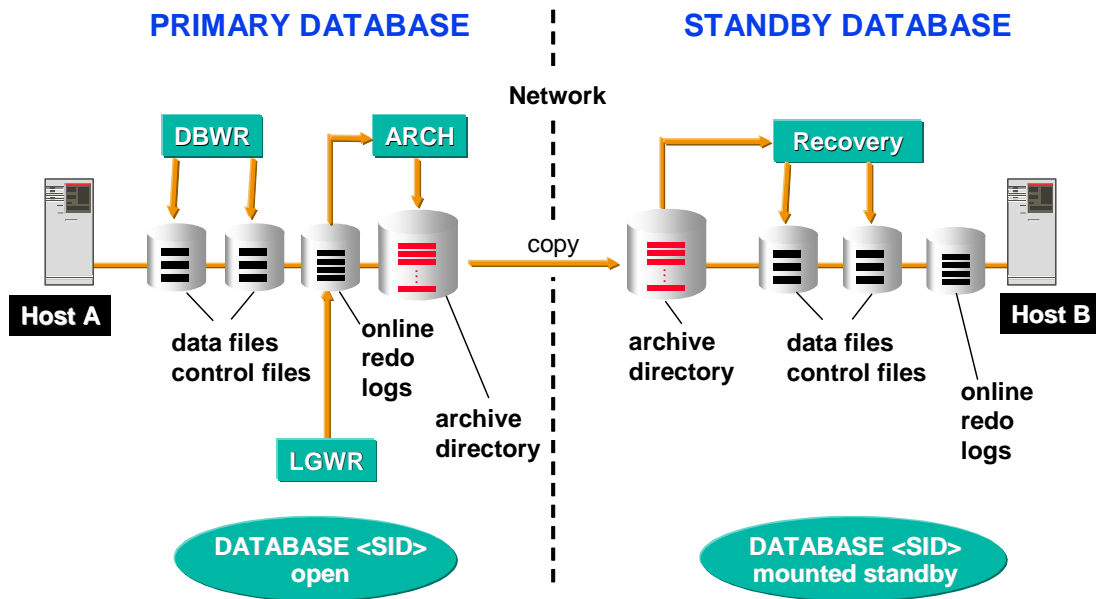 PRIMARY DATABASE
STANDBY DATABASE
Network
DBWR
ARCH
Recovery
copy
Host A
Host B
data files
control files
online
redo
logs
archive
directory
LGWR
archive
directory
data files
control files
online
redo
logs
DATABASE <SID>
open
DATABASE <SID>
mounted standby